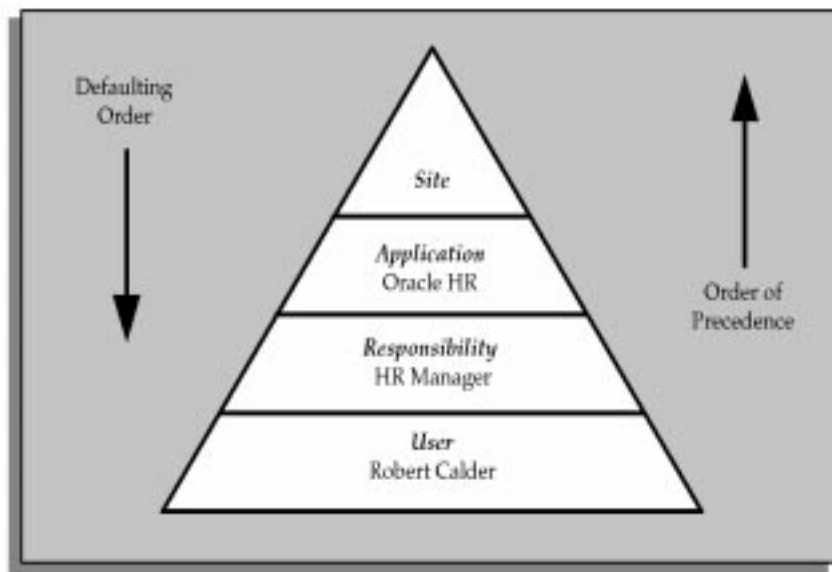 Defaulting
Order
Site
Application
Oracle HR
Order of
Precedence
Responsibility
HR Manager
User
Robert Calder